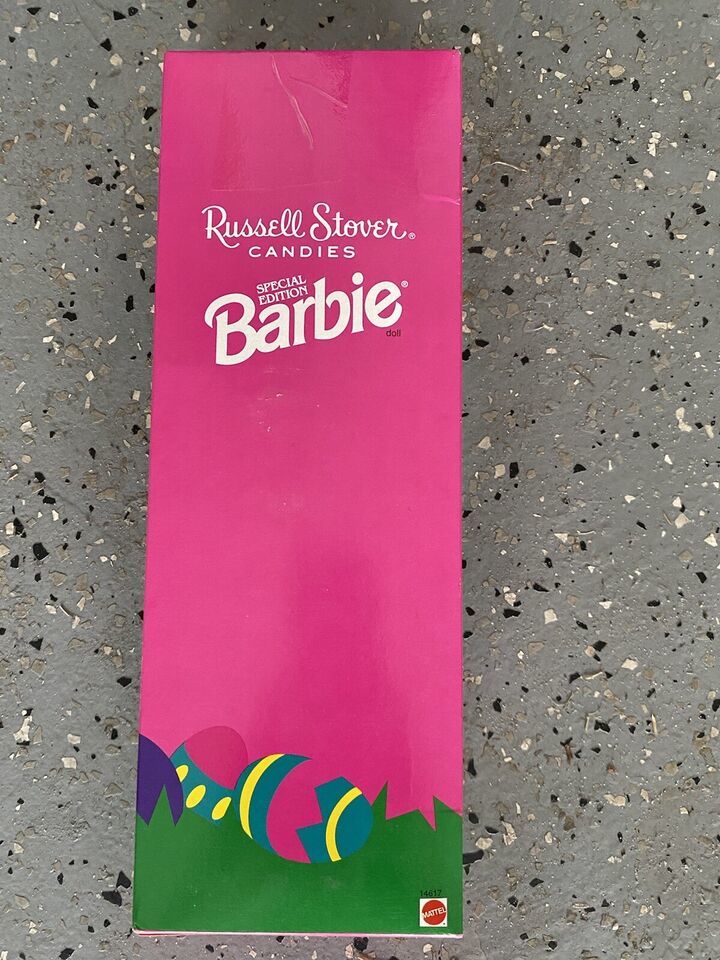 Russell Stover®
CANDIES
SPECIAL
EDITION
Barbie®
doll
14617
MATTEL